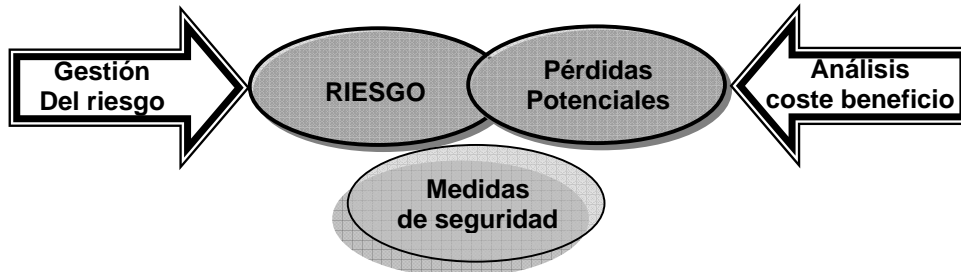 Gestión
Del riesgo
RIESGO
Pérdidas
Potenciales
Análisis
coste beneficio
Medidas
de seguridad